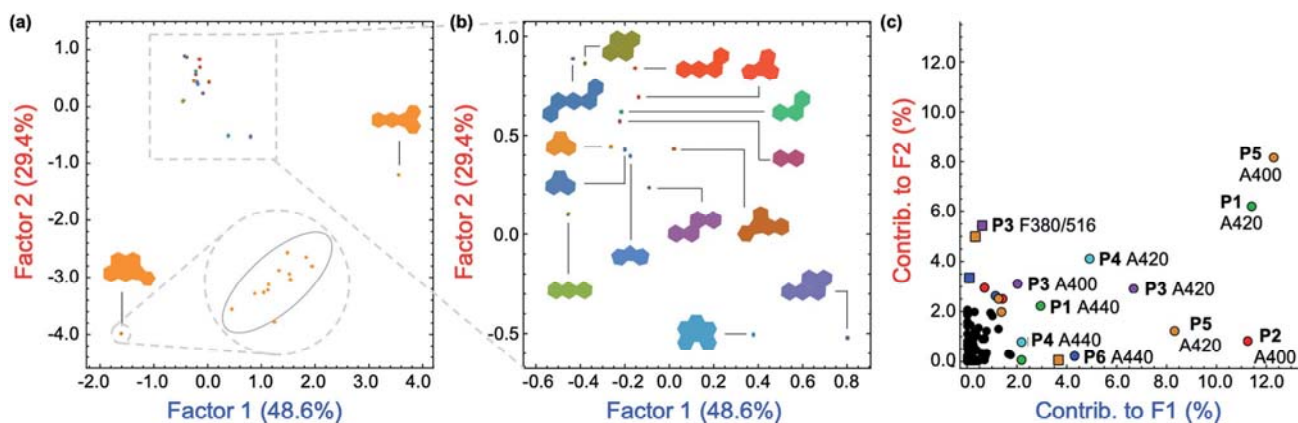 (a)
1.0
0.0
-1.0
-2.0
-3.0
-4.0
Factor 2 (29.4%)
-2.0 -1.0 0.0 1.0 2.0 3.0 4.0
Factor 1 (48.6%)
(b)
1.0
0.5
0.0
-0.5
Factor 2 (29.4%)
-0.6 -0.4 -0.2 0.0 0.2 0.4 0.6 0.8
Factor 1 (48.6%)
(c)
12.0
10.0
8.0
6.0
4.0
2.0
0.0
Contrib. to F2 (%)
P5
A400
P1
A420
P3 F380/516
P4 A420
P3 A400
P3 A420
P1 A440
P4 A440
P5
A420
P2
A400
P6 A440
0.0 2.0 4.0 6.0 8.0 10.0 12.0
Contrib. to F1 (%)